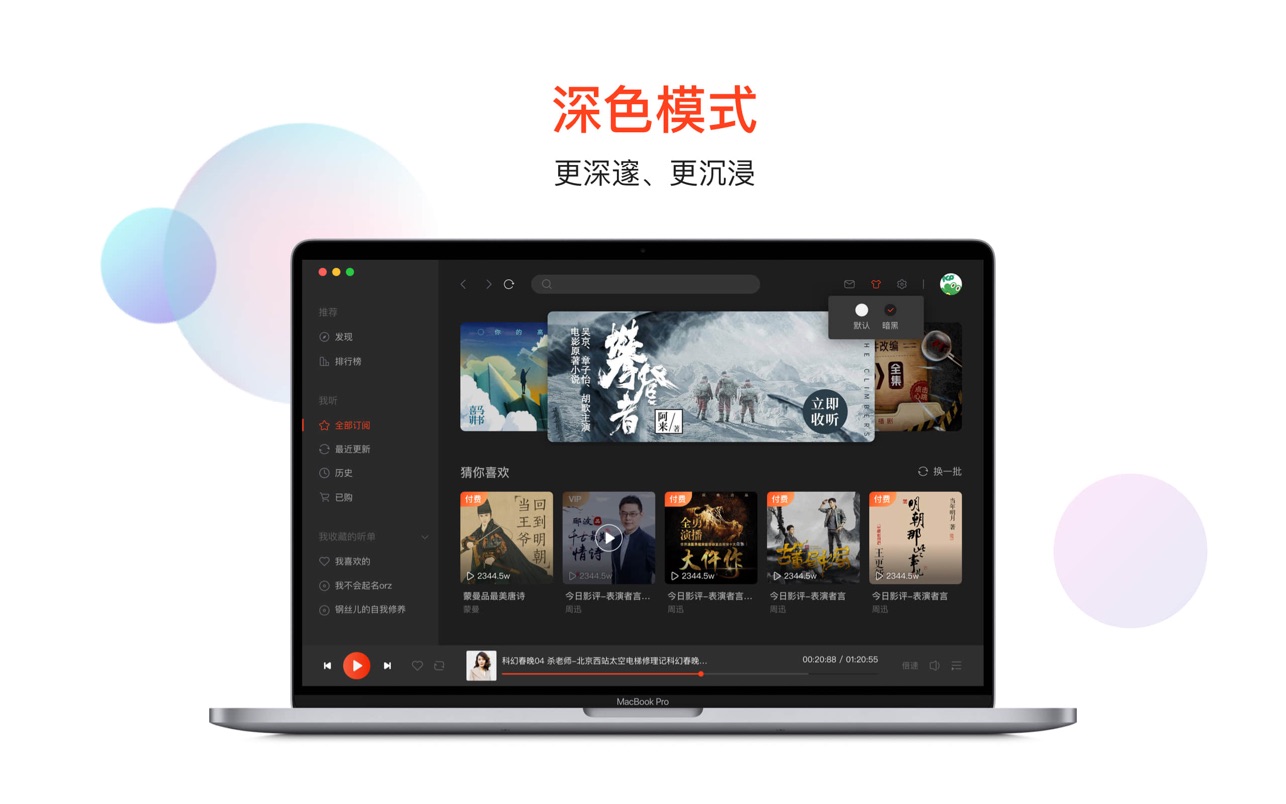 深色模式
更深邃、更沉浸
推荐
发现
排行榜
我听
全部订阅
最近更新
历史
已购
我收藏的听单
我喜欢的
我不会起名orz
钢丝儿的自我修养
默认
暗黑
你的高
喜马
讲书
吴京、章子怡、胡歌主演
电影原著小说
攀登者
阿来/著
立即
收听
THE CLIMBERS
件改编
全集
猜你喜欢
换一批
付费
回到明朝
当王爷
2344.5w
蒙曼品最美唐诗
蒙曼
VIP
郦波
千古
情诗
2344.5w
今日影评-表演者言...
周迅
付费
全勇演播
大仵作
2344.5w
今日影评-表演者言...
周迅
付费
2344.5w
今日影评-表演者言
周迅
付费
当年明月 著
明朝那些事儿
王更新
2344.5w
今日影评-表演者言
周迅
科幻春晚04 杀老师-北京西站太空电梯修理记科幻春晚...
00:20:88 / 01:20:55
倍速
MacBook Pro